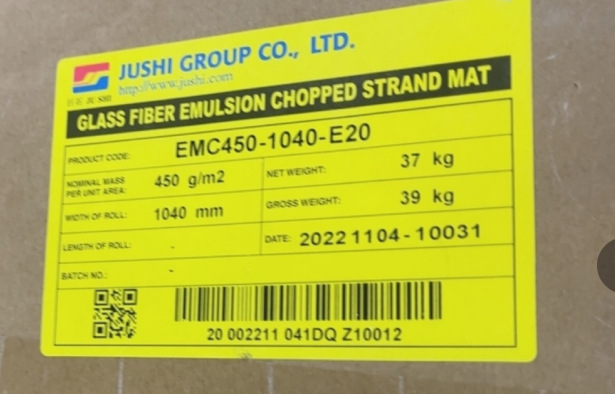 JUSHI GROUP CO., LTD.
http://www.jushi.com
JUSHI
GLASS FIBER EMULSION CHOPPED STRAND MAT
PRODUCT CODE: EMC450-1040-E20
NOMINAL MASS PER UNIT AREA: 450 g/m2
NET WEIGHT: 37 kg
WIDTH OF ROLL: 1040 mm
GROSS WEIGHT: 39 kg
LENGTH OF ROLL: -
DATE: 20221104-10031
BATCH NO.: -
20 002211 041DQ Z10012